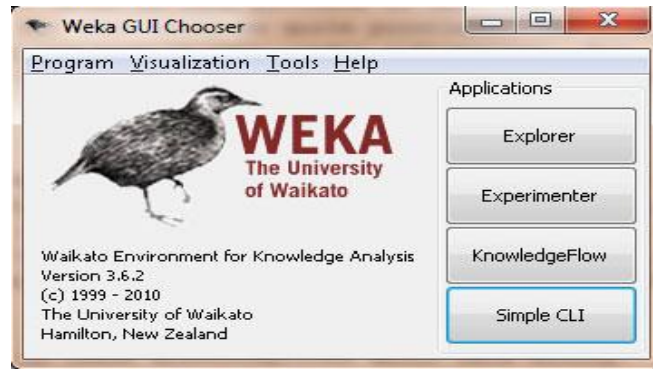 Weka GUI Chooser
Program Visualization Tools Help
WEKA
The University
of Waikato
Waikato Environment for Knowledge Analysis
Version 3.6.2
(c) 1999 - 2010
The University of Waikato
Hamilton, New Zealand
Applications
Explorer
Experimenter
KnowledgeFlow
Simple CLI